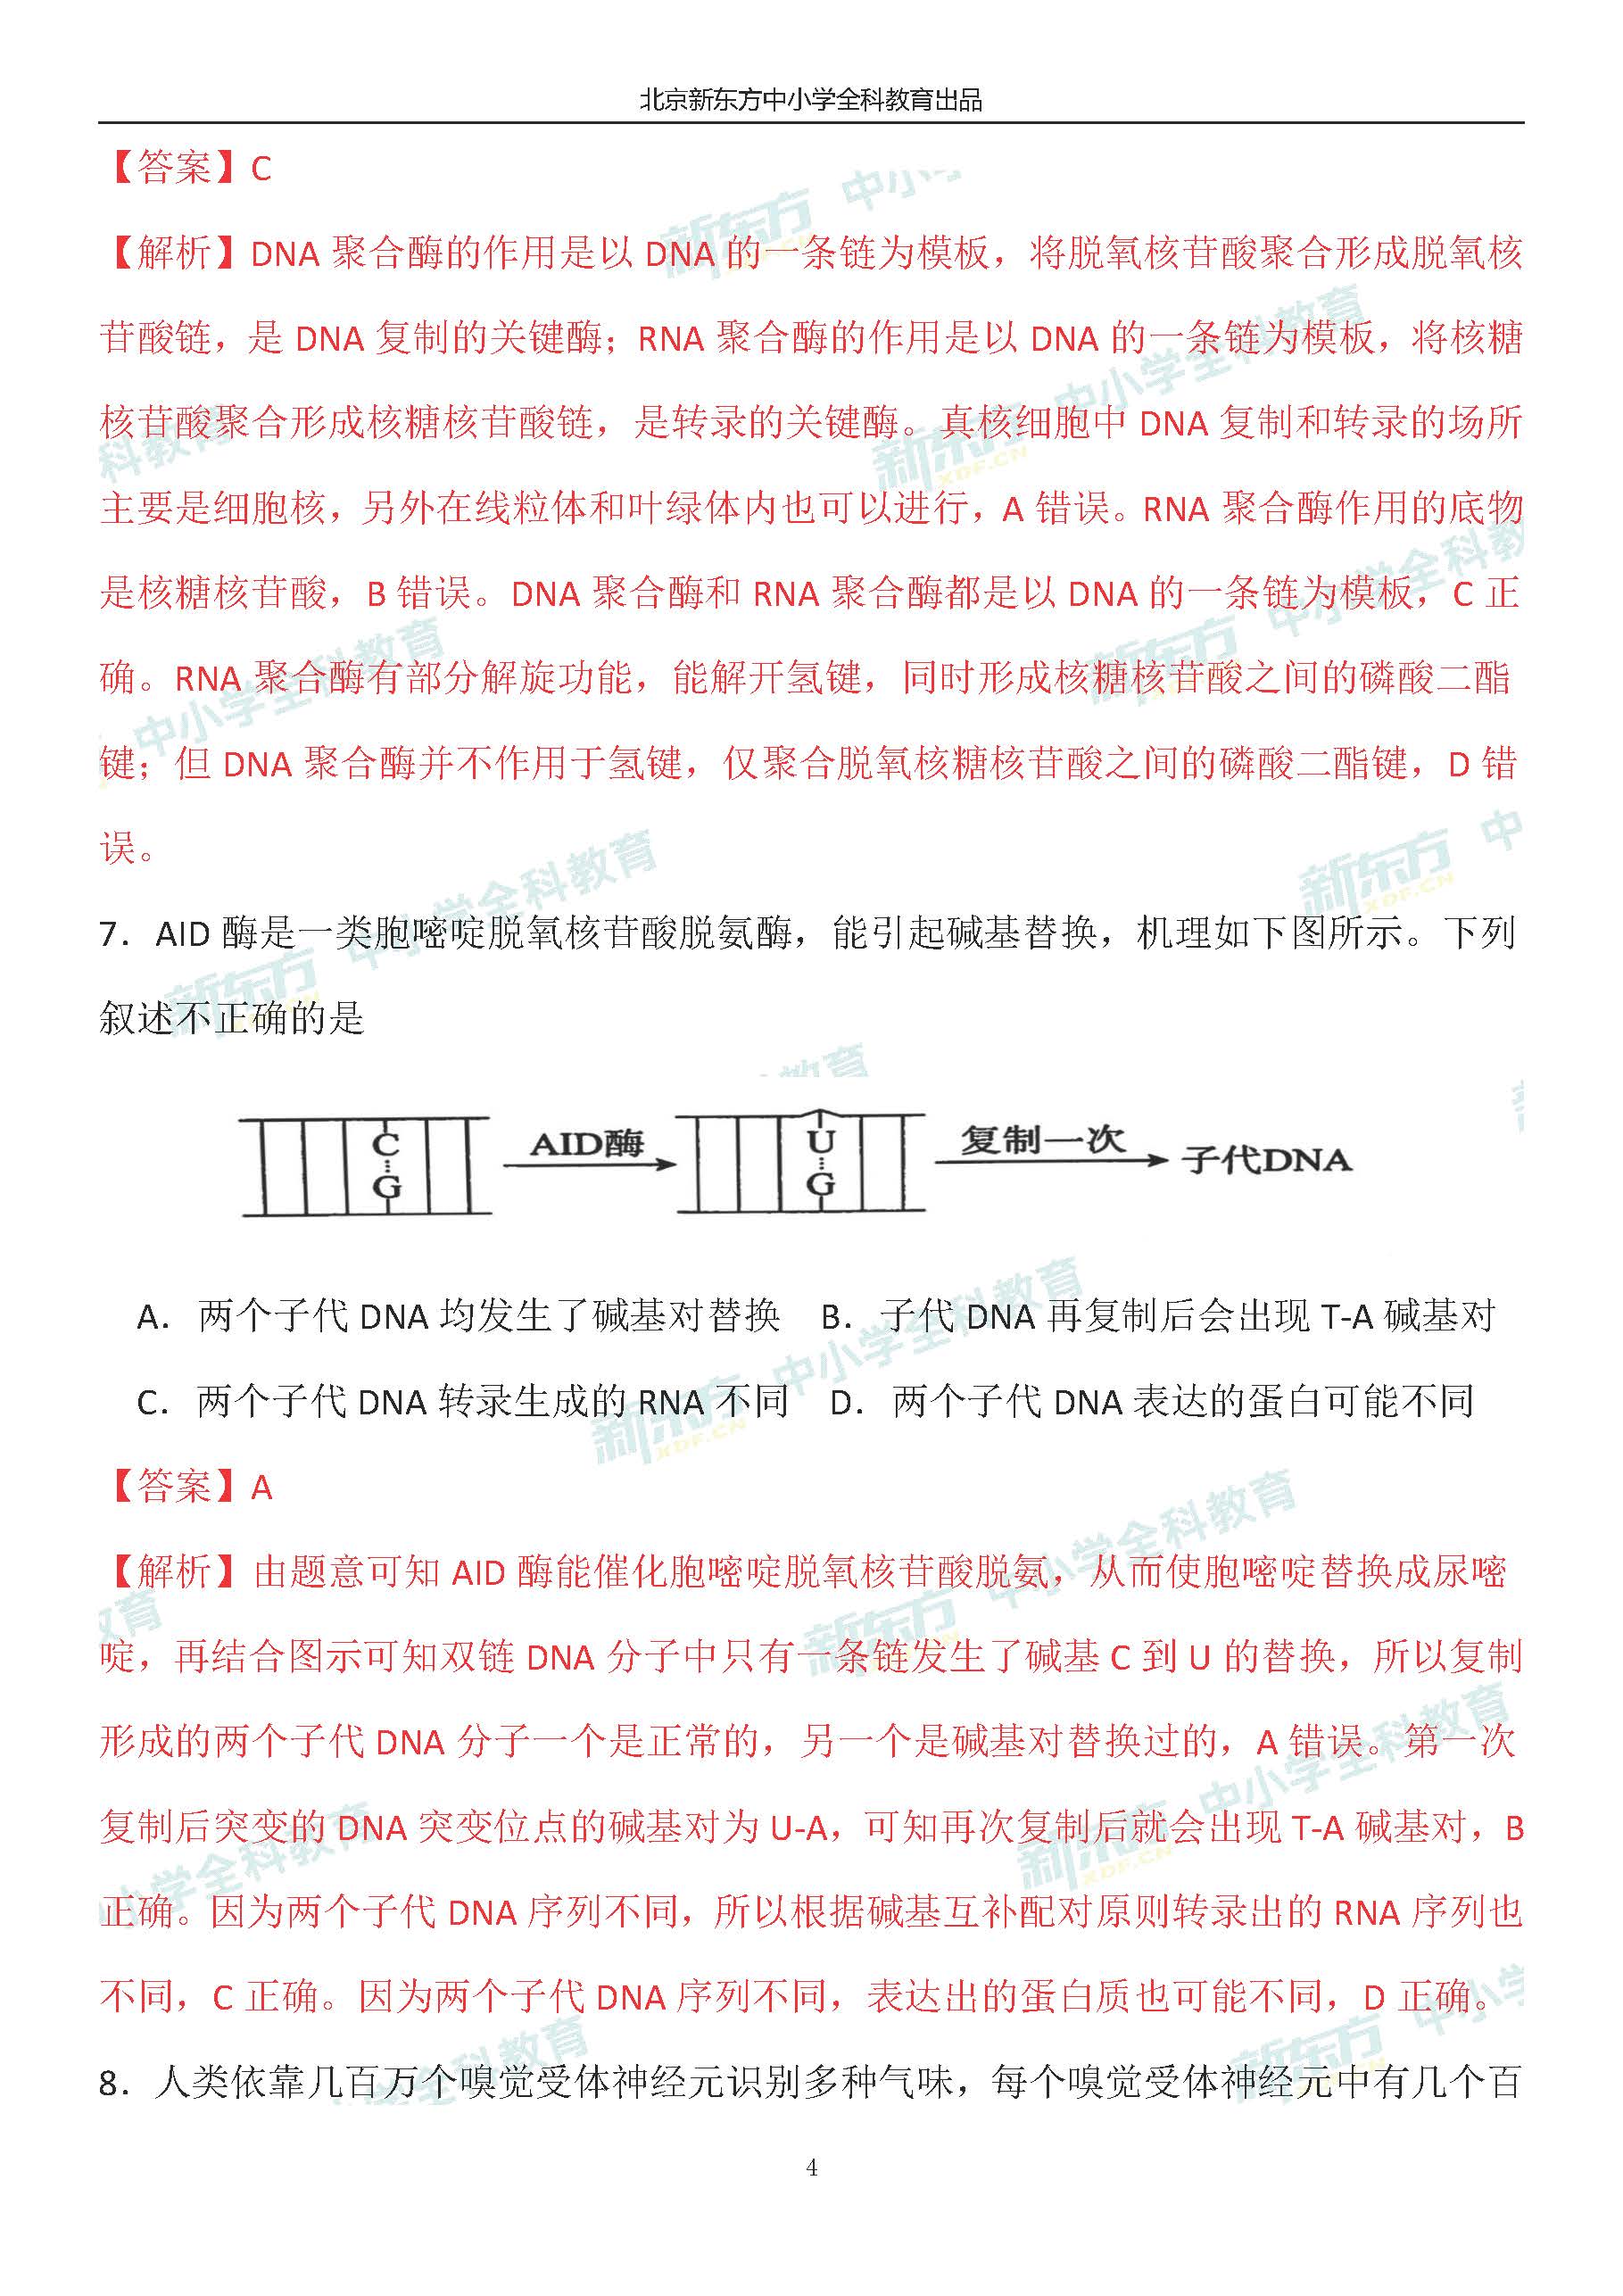 北京新东方中小学全科教育出品
【答案】C
【解析】DNA 聚合酶的作用是以 DNA 的一条链为模板，将脱氧核苷酸聚合形成脱氧核
苷酸链，是 DNA 复制的关键酶；RNA 聚合酶的作用是以 DNA 的一条链为模板，将核糖
核苷酸聚合形成核糖核苷酸链，是转录的关键酶。真核细胞中 DNA 复制和转录的场所
主要是细胞核，另外在线粒体和叶绿体内也可以进行，A 错误。RNA 聚合酶作用的底物
是核糖核苷酸，B 错误。DNA 聚合酶和 RNA 聚合酶都是以 DNA 的一条链为模板，C 正
确。RNA 聚合酶有部分解旋功能，能解开氢键，同时形成核糖核苷酸之间的磷酸二酯
键；但 DNA 聚合酶并不作用于氢键，仅聚合脱氧核糖核苷酸之间的磷酸二酯键，D 错
误。
7．AID 酶是一类胞嘧啶脱氧核苷酸脱氨酶，能引起碱基替换，机理如下图所示。下列
叙述不正确的是
C G AID酶 U G 复制一次 子代DNA
A．两个子代 DNA 均发生了碱基对替换 B．子代 DNA 再复制后会出现 T-A 碱基对
C．两个子代 DNA 转录生成的 RNA 不同 D．两个子代 DNA 表达的蛋白可能不同
【答案】A
【解析】由题意可知 AID 酶能催化胞嘧啶脱氧核苷酸脱氨，从而使胞嘧啶替换成尿嘧
啶，再结合图示可知双链 DNA 分子中只有一条链发生了碱基 C 到 U 的替换，所以复制
形成的两个子代 DNA 分子一个是正常的，另一个是碱基对替换过的，A 错误。第一次
复制后突变的 DNA 突变位点的碱基对为 U-A，可知再次复制后就会出现 T-A 碱基对，B
正确。因为两个子代 DNA 序列不同，所以根据碱基互补配对原则转录出的 RNA 序列也
不同，C 正确。因为两个子代 DNA 序列不同，表达出的蛋白质也可能不同，D 正确。
8．人类依靠几百万个嗅觉受体神经元识别多种气味，每个嗅觉受体神经元中有几个百
4